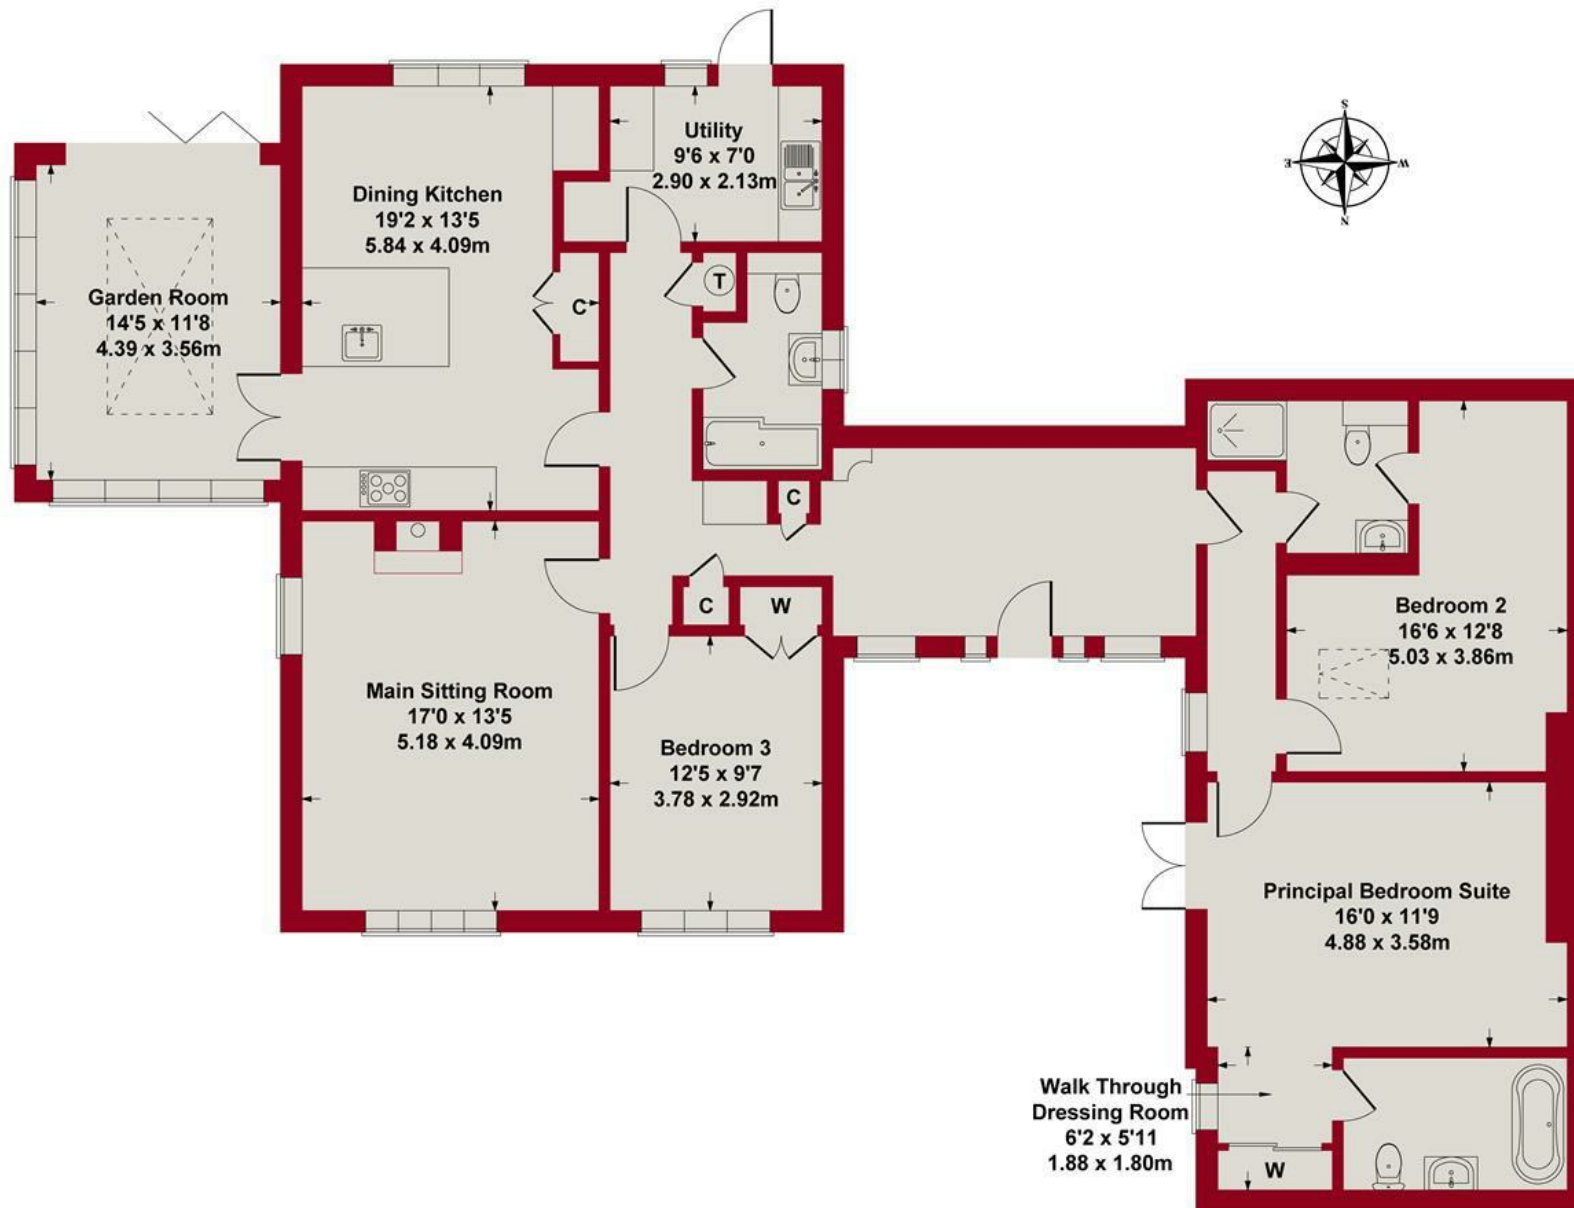 S
E
W
N
Utility
9'6 x 7'0
2.90 x 2.13m
Dining Kitchen
19'2 x 13'5
5.84 x 4.09m
T
C
Garden Room
14'5 x 11'8
4.39 x 3.56m
C
C
W
Bedroom 2
16'6 x 12'8
5.03 x 3.86m
Main Sitting Room
17'0 x 13'5
5.18 x 4.09m
Bedroom 3
12'5 x 9'7
3.78 x 2.92m
Principal Bedroom Suite
16'0 x 11'9
4.88 x 3.58m
Walk Through
Dressing Room
6'2 x 5'11
1.88 x 1.80m
W